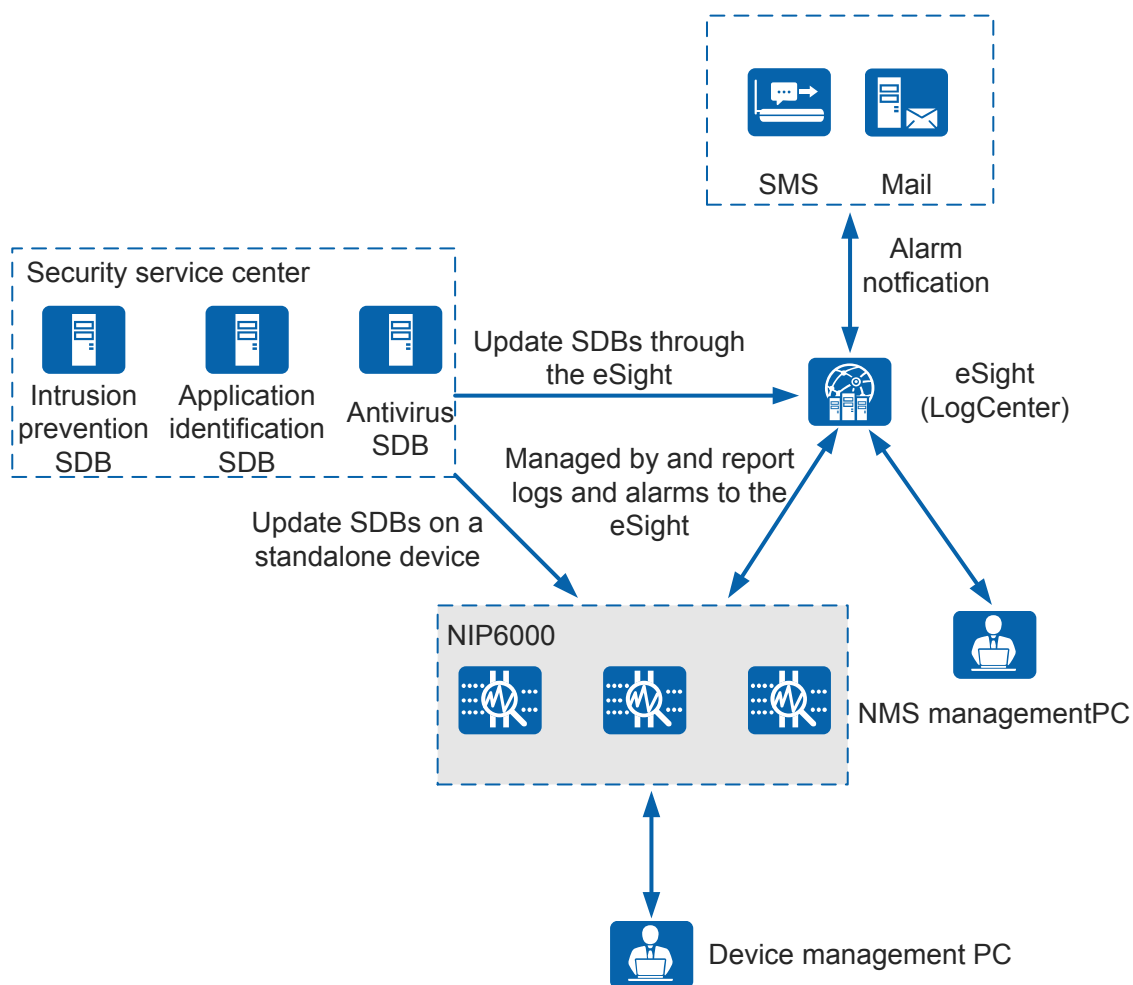 SMS
Mail
Alarm
notfication
Security service center
Intrusion
prevention
SDB
Application
identification
SDB
Antivirus
SDB
Update SDBs through
the eSight
eSight
(LogCenter)
Managed by and report
logs and alarms to the
eSight
Update SDBs on a
standalone device
NIP6000
NMS managementPC
Device management PC